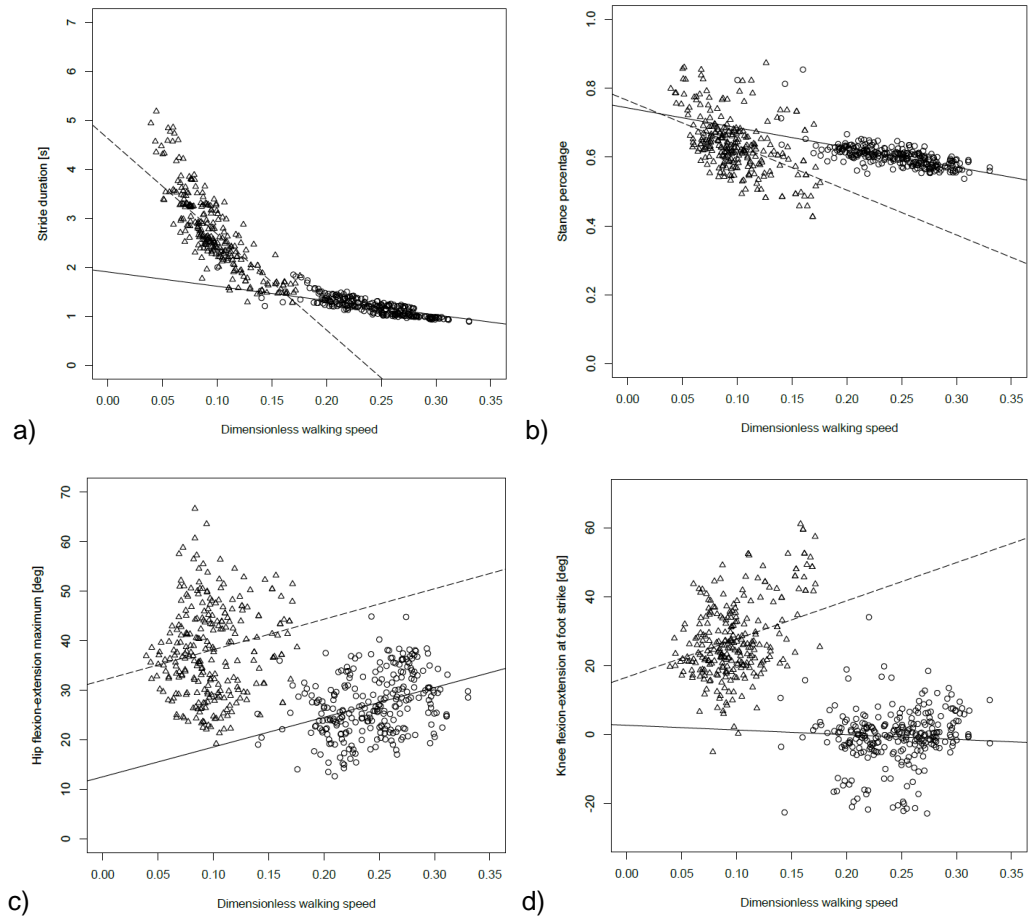 7
6
5
4
3
2
1
0
Stride duration [s]
0.00 0.05 0.10 0.15 0.20 0.25 0.30 0.35
Dimensionless walking speed
a)
1.0
0.8
0.6
0.4
0.2
0.0
Stance percentage
0.00 0.05 0.10 0.15 0.20 0.25 0.30 0.35
Dimensionless walking speed
b)
70
60
50
40
30
20
10
0
Hip flexion-extension maximum [deg]
0.00 0.05 0.10 0.15 0.20 0.25 0.30 0.35
Dimensionless walking speed
c)
60
40
20
0
-20
Knee flexion-extension at foot strike [deg]
0.00 0.05 0.10 0.15 0.20 0.25 0.30 0.35
Dimensionless walking speed
d)